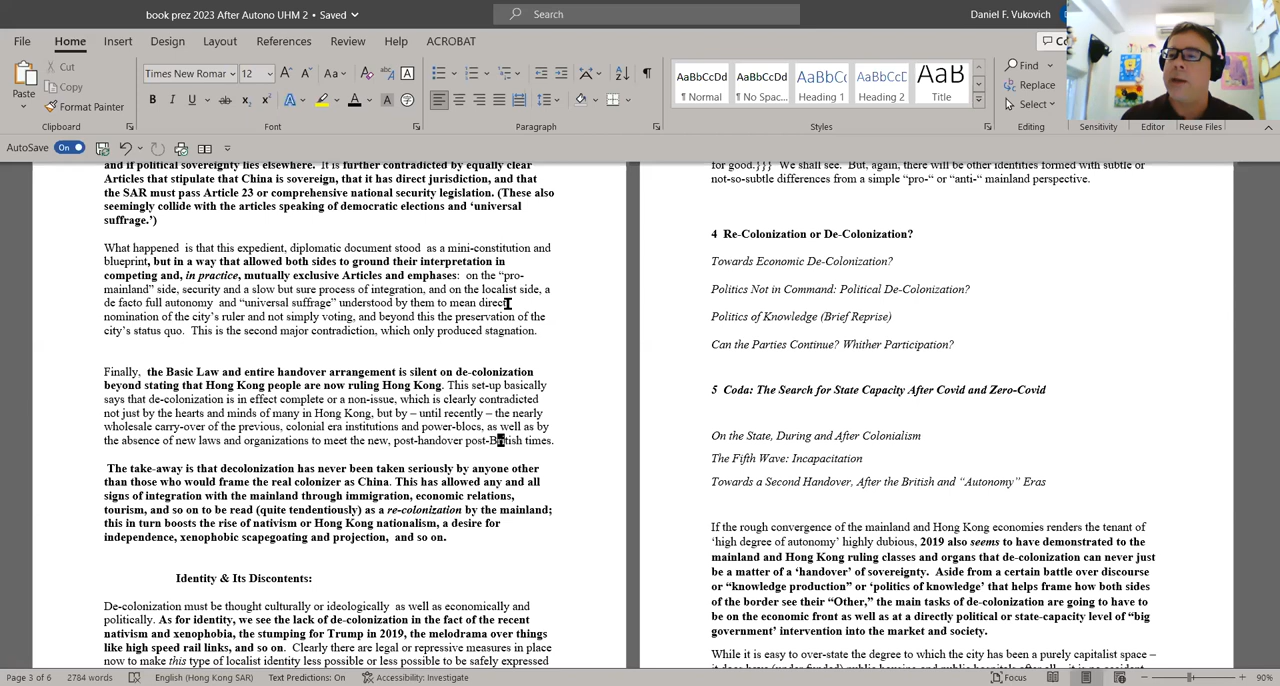 book prez 2023 After Autono UHM 2 • Saved
Search
Daniel F. Vukovich
File Home Insert Draw Design Layout References Review Help ACROBAT
Paste
Cut
Copy
Format Painter
Clipboard
Times New Romar 12
Font
Paragraph
AaBbCcDd
¶ Normal
AaBbCcDd
¶ No Spac...
AaBbCcD
Heading 1
AaBbCcE
Heading 2
AaB
Title
Styles
Find
Replace
Select
Editing
Sensitivity
Editor
Reuse Files
AutoSave On
and if political sovereignty lies elsewhere. It is further contradicted by equally clear
Articles that stipulate that China is sovereign, that it has direct jurisdiction, and that
the SAR must pass Article 23 or comprehensive national security legislation. (These also
seemingly collide with the articles speaking of democratic elections and ‘universal
suffrage.’)
What happened is that this expedient, diplomatic document stood as a mini-constitution and
blueprint, but in a way that allowed both sides to ground their interpretation in
competing and, in practice, mutually exclusive Articles and emphases: on the “pro-
mainland” side, security and a slow but sure process of integration, and on the localist side, a
de facto full autonomy and “universal suffrage” understood by them to mean direct
nomination of the city’s ruler and not simply voting, and beyond this the preservation of the
city’s status quo. This is the second major contradiction, which only produced stagnation.
Finally, the Basic Law and entire handover arrangement is silent on de-colonization
beyond stating that Hong Kong people are now ruling Hong Kong. This set-up basically
says that de-colonization is in effect complete or a non-issue, which is clearly contradicted
not just by the hearts and minds of many in Hong Kong, but by – until recently – the nearly
wholesale carry-over of the previous, colonial era institutions and power-blocs, as well as by
the absence of new laws and organizations to meet the new, post-handover post-British times.
The take-away is that decolonization has never been taken seriously by anyone other
than those who would frame the real colonizer as China. This has allowed any and all
signs of integration with the mainland through immigration, economic relations,
tourism, and so on to be read (quite tendentiously) as a re-colonization by the mainland;
this in turn boosts the rise of nativism or Hong Kong nationalism, a desire for
independence, xenophobic scapegoating and projection, and so on.
Identity & Its Discontents:
De-colonization must be thought culturally or ideologically as well as economically and
politically. As for identity, we see the lack of de-colonization in the fact of the recent
nativism and xenophobia, the stumping for Trump in 2019, the melodrama over things
like high speed rail links, and so on. Clearly there are legal or repressive measures in place
now to make this type of localist identity less possible or less possible to be safely expressed
for good.}}} We shall see. But, again, there will be other identities formed with subtle or
not-so-subtle differences from a simple “pro-“ or “anti-“ mainland perspective.
4 Re-Colonization or De-Colonization?
Towards Economic De-Colonization?
Politics Not in Command: Political De-Colonization?
Politics of Knowledge (Brief Reprise)
Can the Parties Continue? Whither Participation?
5 Coda: The Search for State Capacity After Covid and Zero-Covid
On the State, During and After Colonialism
The Fifth Wave: Incapacitation
Towards a Second Handover, After the British and “Autonomy” Eras
If the rough convergence of the mainland and Hong Kong economies renders the tenant of
‘high degree of autonomy’ highly dubious, 2019 also seems to have demonstrated to the
mainland and Hong Kong ruling classes and organs that de-colonization can never just
be a matter of a ‘handover’ of sovereignty. Aside from a certain battle over discourse
or “knowledge production” or ‘politics of knowledge’ that helps frame how both sides
of the border see their “Other,” the main tasks of de-colonization are going to have to
be on the economic front as well as at a directly political or state-capacity level of “big
government’ intervention into the market and society.
While it is easy to over-state the degree to which the city has been a purely capitalist space –
Page 3 of 6 2784 words English (Hong Kong SAR) Text Predictions: On Accessibility: Investigate Focus 90%